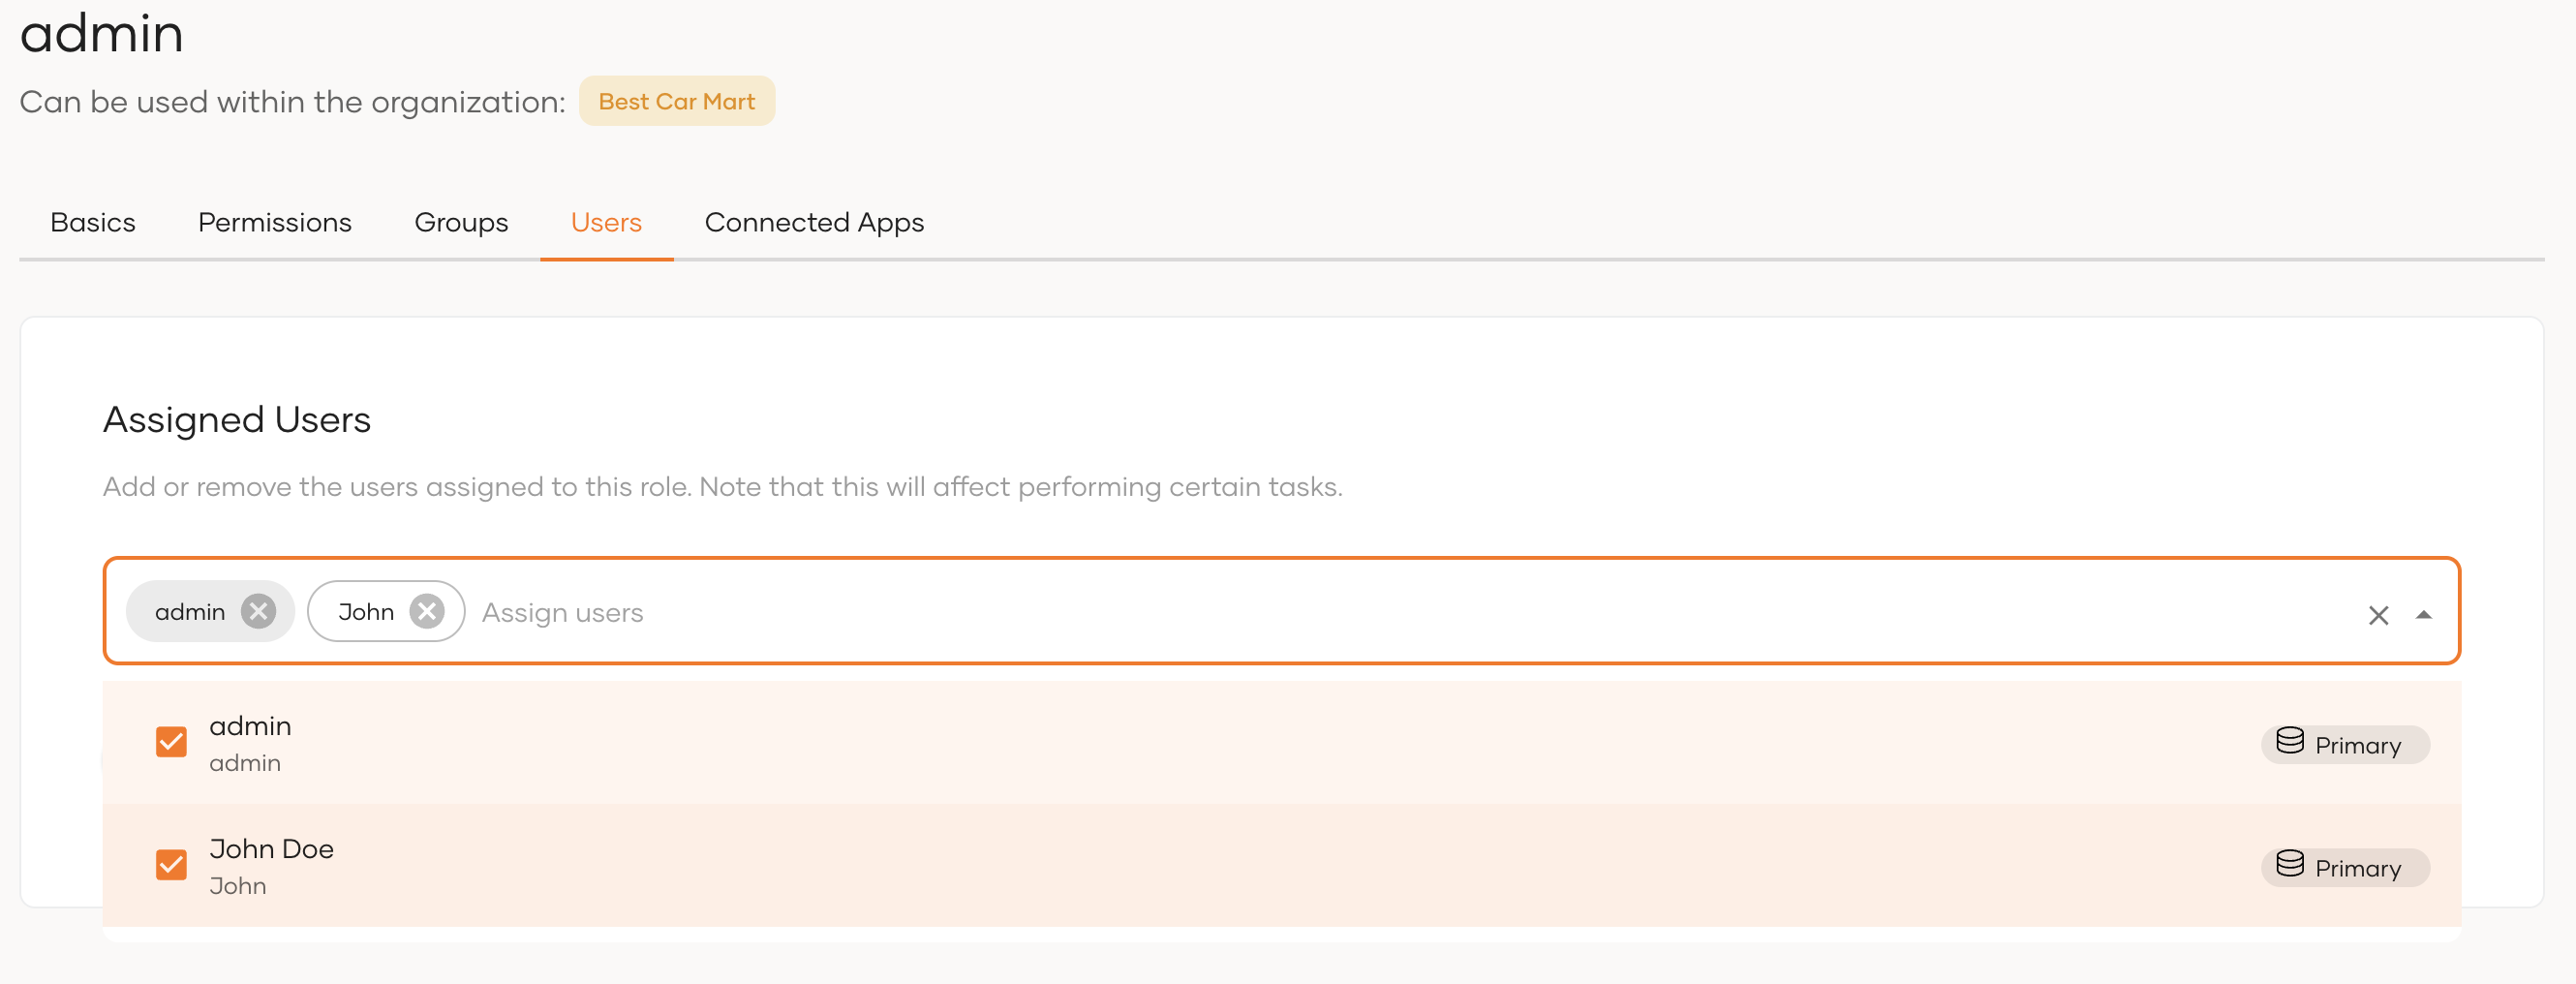 admin
Can be used within the organization: Best Car Mart
Basics Permissions Groups Users Connected Apps
Assigned Users
Add or remove the users assigned to this role. Note that this will affect performing certain tasks.
admin John Assign users
admin
admin
Primary
John Doe
John
Primary